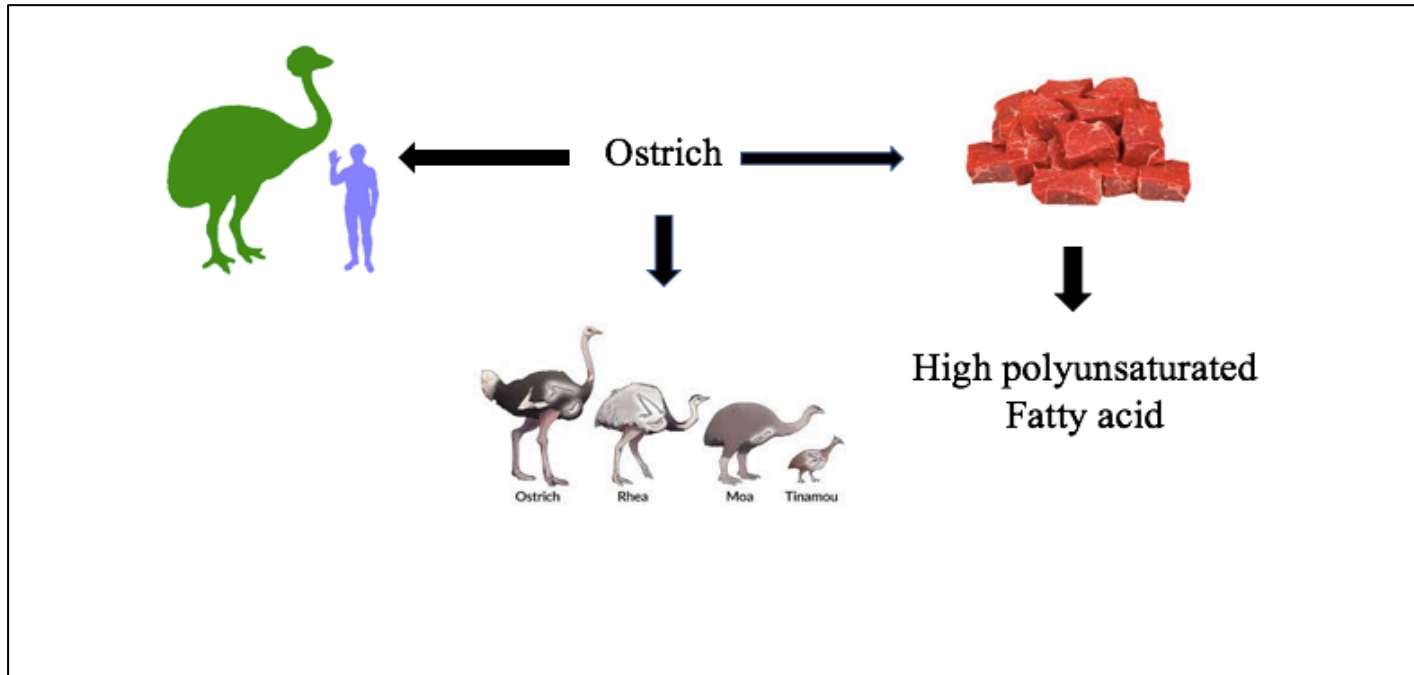 Ostrich
High polyunsaturated
Fatty acid
Ostrich
Rhea
Moa
Tinamou